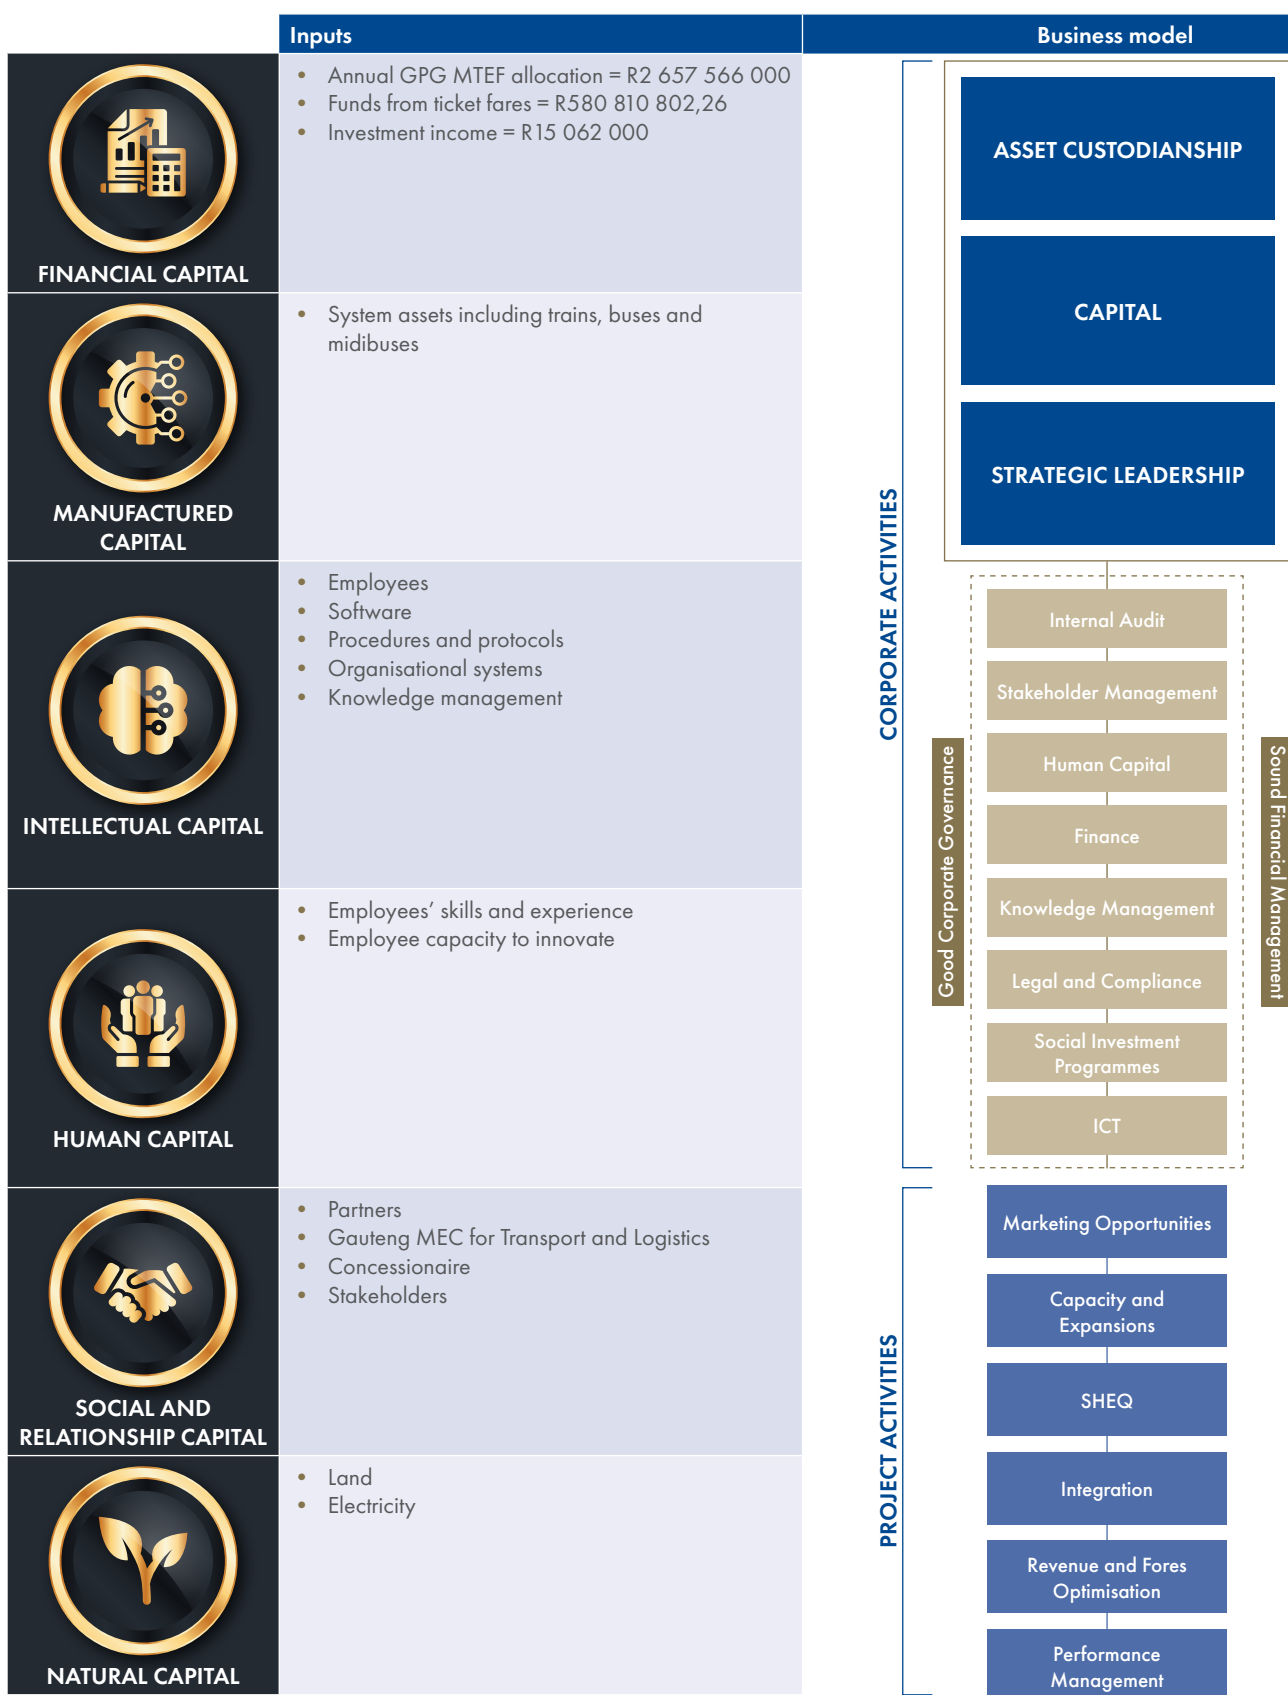 Inputs
Business model
FINANCIAL CAPITAL
• Annual GPG MTEF allocation = R2 657 566 000
• Funds from ticket fares = R580 810 802,26
• Investment income = R15 062 000
MANUFACTURED
CAPITAL
• System assets including trains, buses and
midibuses
INTELLECTUAL CAPITAL
• Employees
• Software
• Procedures and protocols
• Organisational systems
• Knowledge management
HUMAN CAPITAL
• Employees’ skills and experience
• Employee capacity to innovate
SOCIAL AND
RELATIONSHIP CAPITAL
• Partners
• Gauteng MEC for Transport and Logistics
• Concessionaire
• Stakeholders
NATURAL CAPITAL
• Land
• Electricity
CORPORATE ACTIVITIES
ASSET CUSTODIANSHIP
CAPITAL
STRATEGIC LEADERSHIP
Good Corporate Governance
Internal Audit
Stakeholder Management
Human Capital
Finance
Knowledge Management
Legal and Compliance
Social Investment
Programmes
ICT
Sound Financial Management
PROJECT ACTIVITIES
Marketing Opportunities
Capacity and
Expansions
SHEQ
Integration
Revenue and Fores
Optimisation
Performance
Management